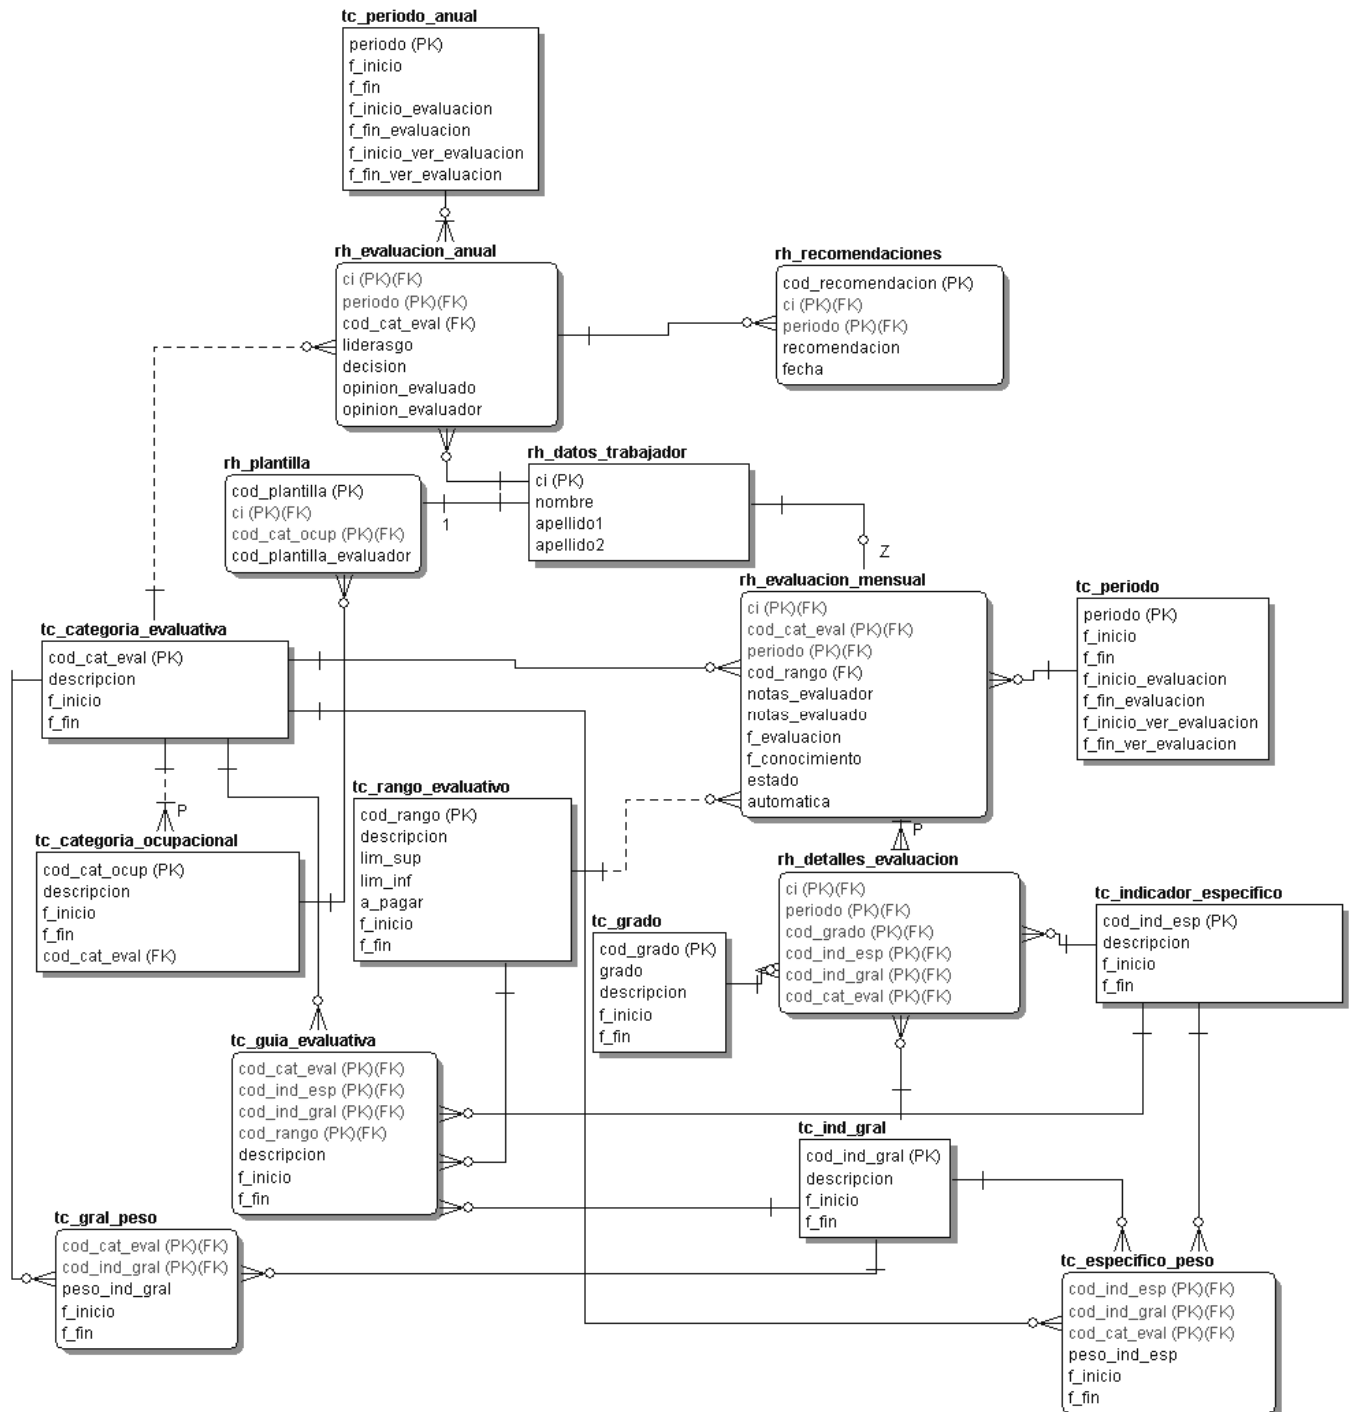 tc_periodo_anual
periodo (PK)
f_inicio
f_fin
f_inicio_evaluacion
f_fin_evaluacion
f_inicio_ver_evaluacion
f_fin_ver_evaluacion
rh_evaluacion_anual
ci (PK)(FK)
periodo (PK)(FK)
cod_cat_eval (FK)
liderasgo
decision
opinion_evaluado
opinion_evaluador
rh_recomendaciones
cod_recomendacion (PK)
ci (PK)(FK)
periodo (PK)(FK)
recomendacion
fecha
rh_plantilla
cod_plantilla (PK)
ci (PK)(FK)
cod_cat_ocup (PK)(FK)
cod_plantilla_evaluador
1
rh_datos_trabajador
ci (PK)
nombre
apellido1
apellido2
Z
rh_evaluacion_mensual
ci (PK)(FK)
cod_cat_eval (PK)(FK)
periodo (PK)(FK)
cod_rango (FK)
notas_evaluador
notas_evaluado
f_evaluacion
f_conocimiento
estado
automatica
P
tc_periodo
periodo (PK)
f_inicio
f_fin
f_inicio_evaluacion
f_fin_evaluacion
f_inicio_ver_evaluacion
f_fin_ver_evaluacion
tc_categoria_evaluativa
cod_cat_eval (PK)
descripcion
f_inicio
f_fin
P
tc_categoria_ocupacional
cod_cat_ocup (PK)
descripcion
f_inicio
f_fin
cod_cat_eval (FK)
tc_rango_evaluativo
cod_rango (PK)
descripcion
lim_sup
lim_inf
a_pagar
f_inicio
f_fin
tc_grado
cod_grado (PK)
grado
descripcion
f_inicio
f_fin
rh_detalles_evaluacion
ci (PK)(FK)
periodo (PK)(FK)
cod_grado (PK)(FK)
cod_ind_esp (PK)(FK)
cod_ind_gral (PK)(FK)
cod_cat_eval (PK)(FK)
tc_indicador_especifico
cod_ind_esp (PK)
descripcion
f_inicio
f_fin
tc_guia_evaluativa
cod_cat_eval (PK)(FK)
cod_ind_esp (PK)(FK)
cod_ind_gral (PK)(FK)
cod_rango (PK)(FK)
descripcion
f_inicio
f_fin
tc_ind_gral
cod_ind_gral (PK)
descripcion
f_inicio
f_fin
tc_gral_peso
cod_cat_eval (PK)(FK)
cod_ind_gral (PK)(FK)
peso_ind_gral
f_inicio
f_fin
tc_especifico_peso
cod_ind_esp (PK)(FK)
cod_ind_gral (PK)(FK)
cod_cat_eval (PK)(FK)
peso_ind_esp
f_inicio
f_fin